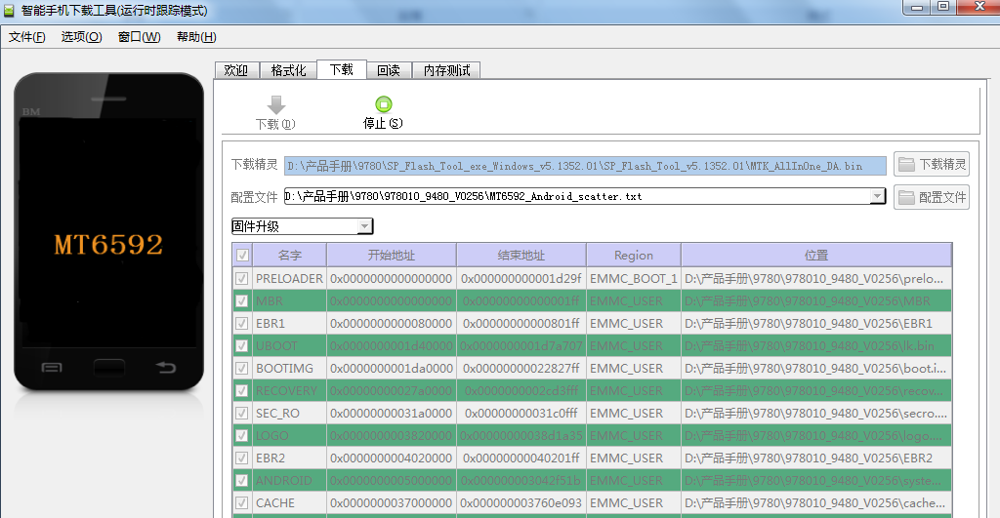 智能手机下载工具(运行时跟踪模式)
文件(F) 选项(O) 窗口(W) 帮助(H)
欢迎 格式化 下载 回读 内存测试
下载(D) 停止(S)
BM
MT6592
下载精灵 D:\产品手册\9780\SP_Flash_Tool_exe_Windows_v5.1352.01\SP_Flash_Tool_v5.1352.01\MTK_AllInOne_DA.bin 下载精灵
配置文件 D:\产品手册\9780\978010_9480_V0256\MT6592_Android_scatter.txt 配置文件
固件升级
名字 开始地址 结束地址 Region 位置
PRELOADER 0x0000000000000000 0x000000000001d29f EMMC_BOOT_1 D:\产品手册\9780\978010_9480_V0256\prelo...
MBR 0x0000000000000000 0x00000000000001ff EMMC_USER D:\产品手册\9780\978010_9480_V0256\MBR
EBR1 0x0000000000080000 0x00000000000801ff EMMC_USER D:\产品手册\9780\978010_9480_V0256\EBR1
UBOOT 0x0000000001d40000 0x0000000001d7a707 EMMC_USER D:\产品手册\9780\978010_9480_V0256\lk.bin
BOOTIMG 0x0000000001da0000 0x00000000022827ff EMMC_USER D:\产品手册\9780\978010_9480_V0256\boot.i...
RECOVERY 0x00000000027a0000 0x0000000002cd3fff EMMC_USER D:\产品手册\9780\978010_9480_V0256\recov...
SEC_RO 0x00000000031a0000 0x00000000031c0fff EMMC_USER D:\产品手册\9780\978010_9480_V0256\secro....
LOGO 0x0000000003820000 0x00000000038d1a35 EMMC_USER D:\产品手册\9780\978010_9480_V0256\logo....
EBR2 0x0000000004020000 0x00000000040201ff EMMC_USER D:\产品手册\9780\978010_9480_V0256\EBR2
ANDROID 0x0000000005000000 0x000000003042f51b EMMC_USER D:\产品手册\9780\978010_9480_V0256\syste...
CACHE 0x0000000037000000 0x000000003760e093 EMMC_USER D:\产品手册\9780\978010_9480_V0256\cache...